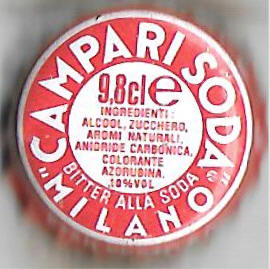 "CAMPARI SODA"
9,8cl e
INGREDIENTI:
ALCOOL, ZUCCHERO,
AROMI NATURALI,
ANIDRIDE CARBONICA,
COLORANTE
AZORUBINA.
10%VOL
BITTER ALLA SODA
MILANO